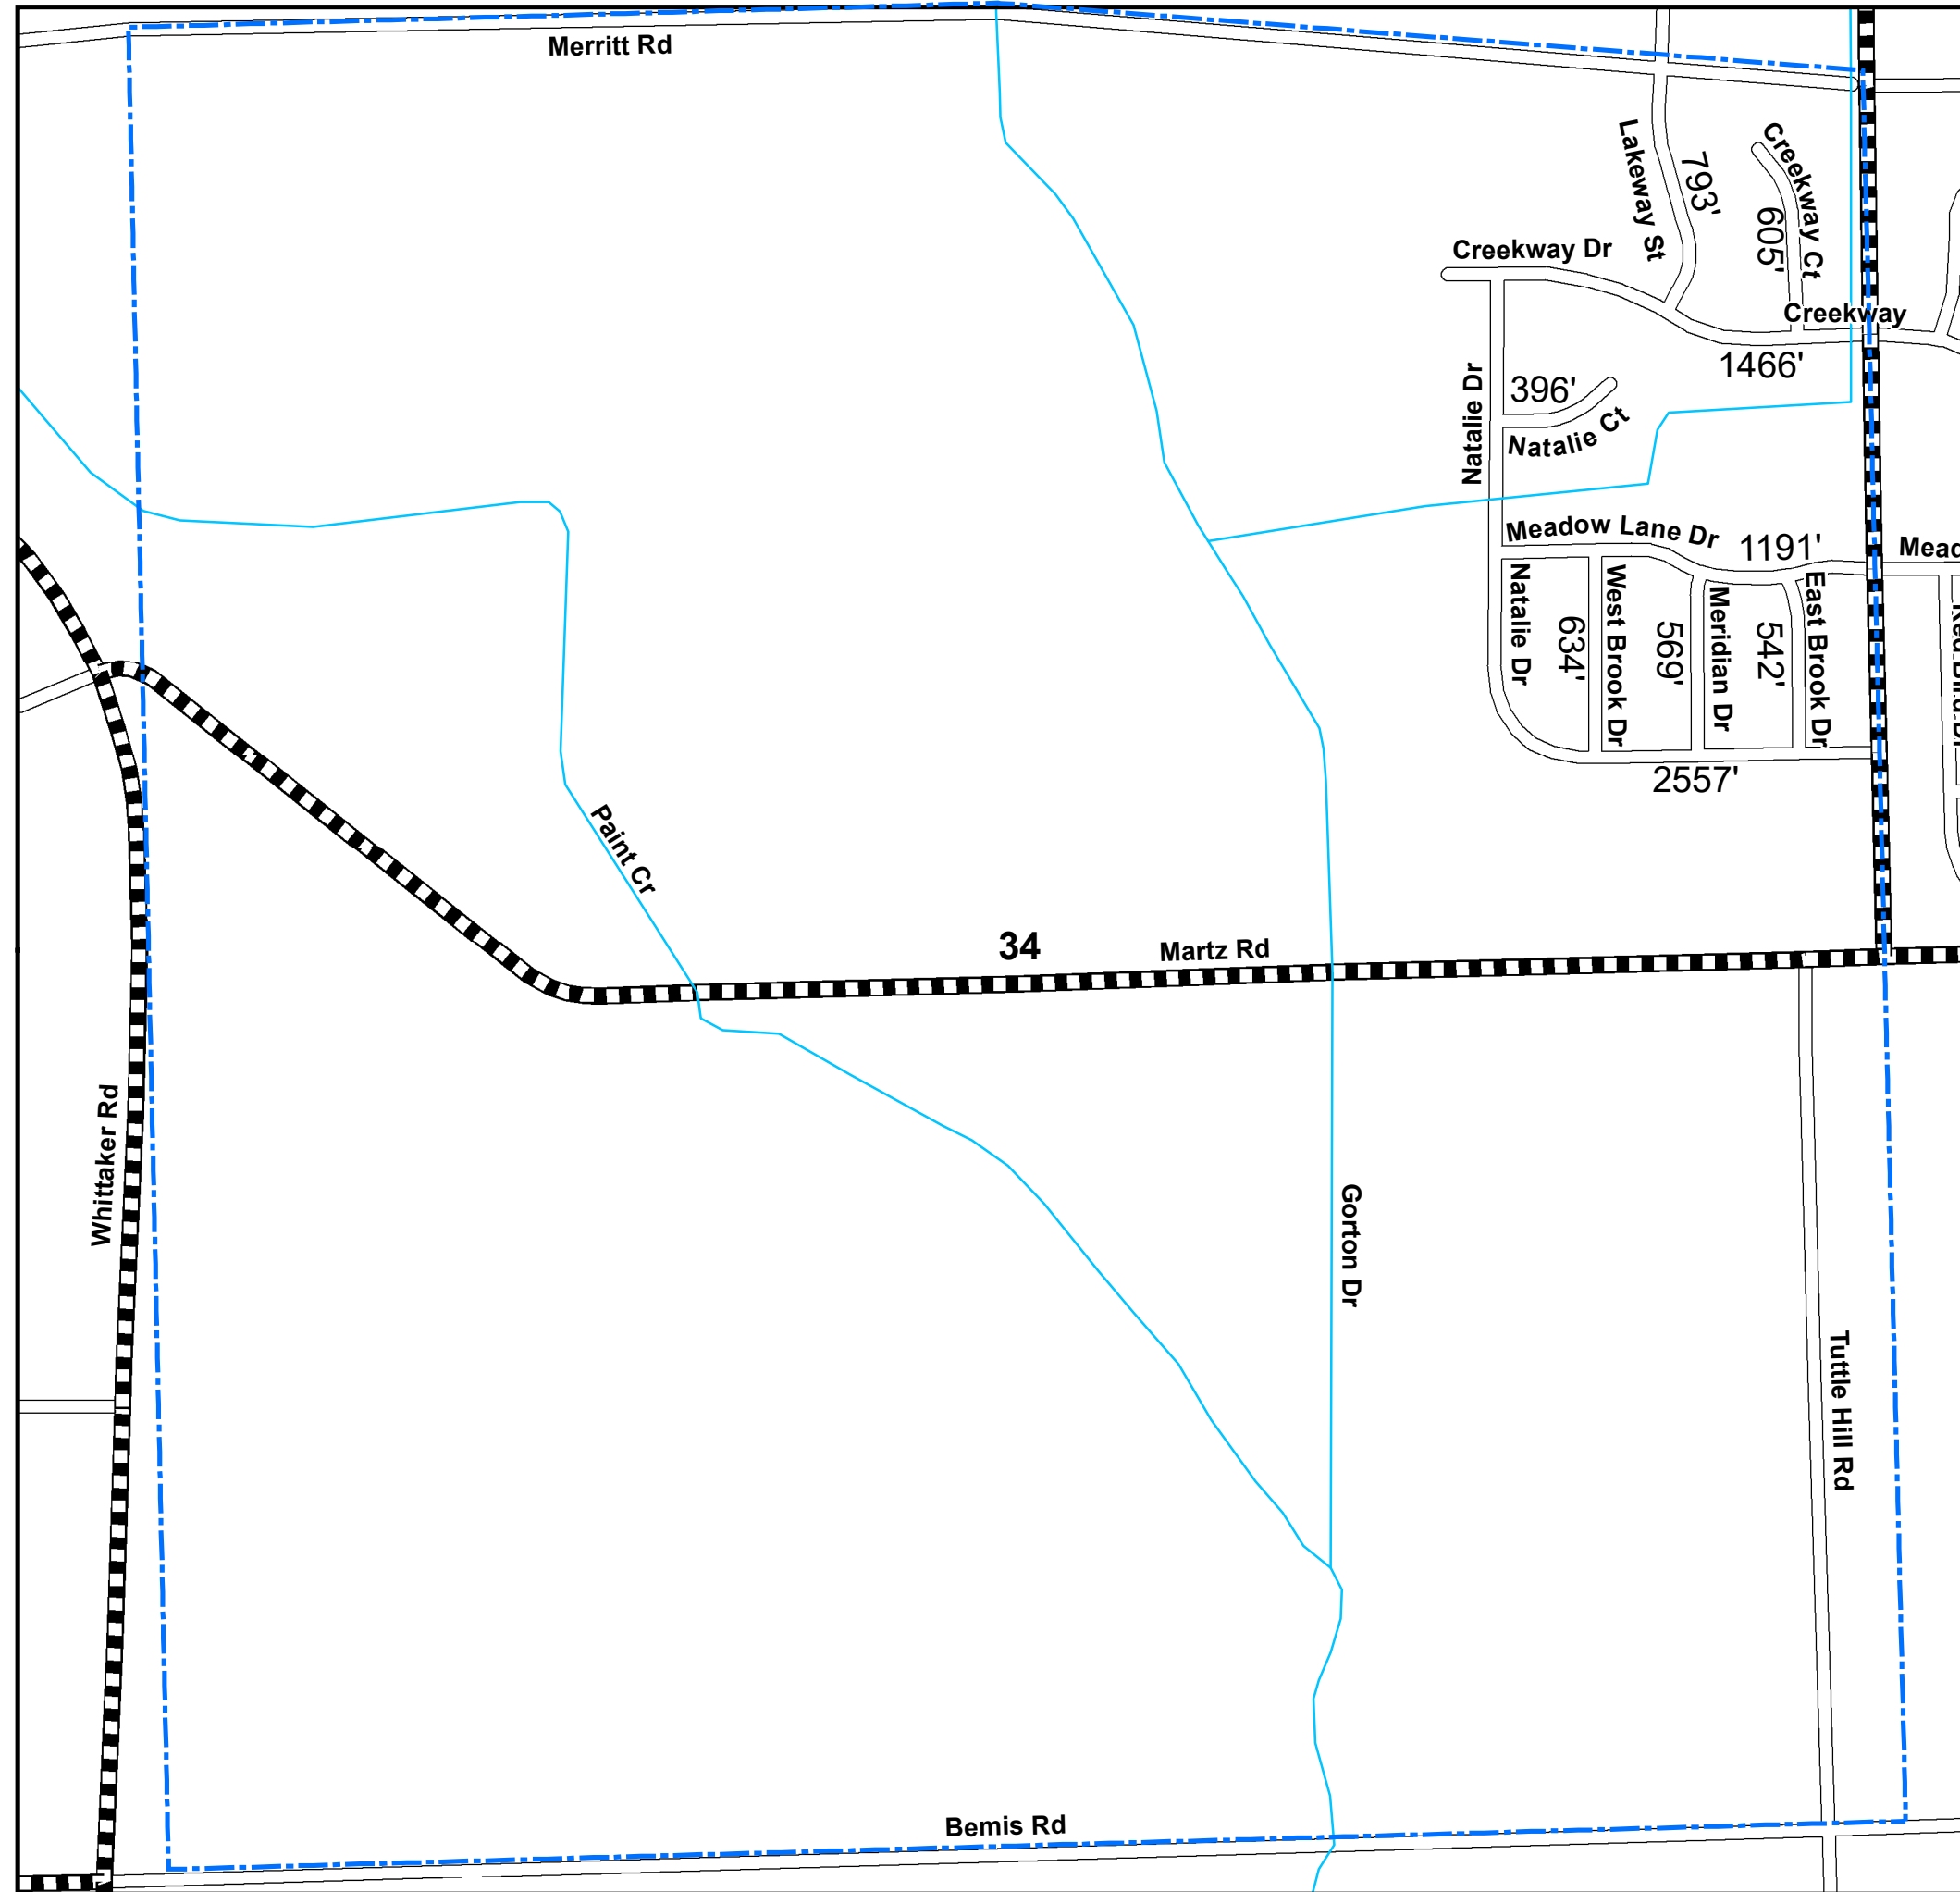 Merritt Rd
Lakeway St
793'
Creekway Ct
605'
Creekway Dr
Creekway
1466'
Natalie Dr
396'
Natalie Ct
Meadow Lane Dr
1191'
Mead
Natalie Dr
634'
West Brook Dr
569'
Meridian Dr
542'
East Brook Dr
2557'
Paint Cr
34
Martz Rd
Whittaker Rd
Gorton Dr
Tuttle Hill Rd
Bemis Rd